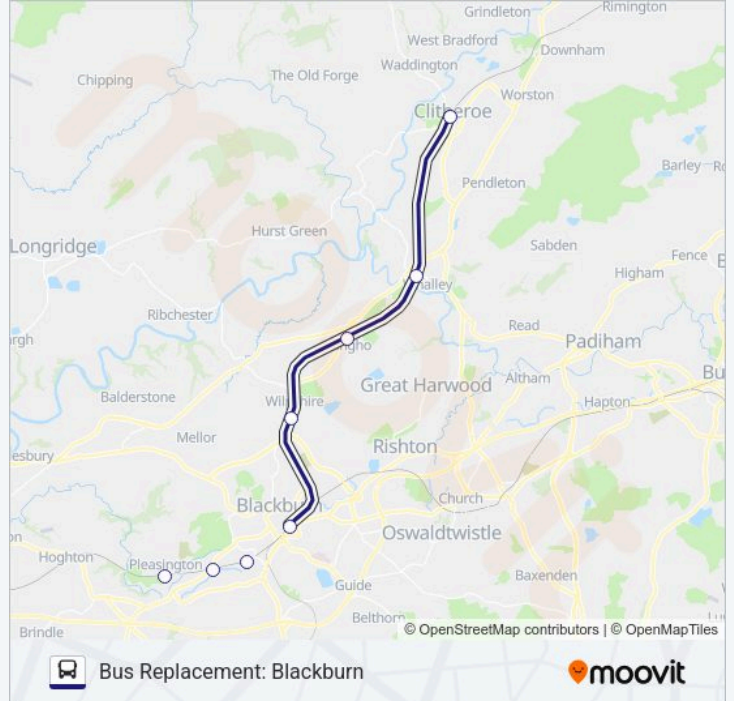 Rimington
Grindleton
West Bradford
Downham
Waddington
The Old Forge
Chipping
Worston
Clitheroe
Barley
Pendleton
Hurst Green
Longridge
Sabden
Fence
Higham
Ribchester
Read
Padiham
Great Harwood
Altham
Balderstone
Hapton
Mellor
Rishton
Church
Blackburn
Oswaldtwistle
Hoghton
Pleasington
Baxenden
Guide
Belthorn
Brindle
© OpenStreetMap contributors | © OpenMapTiles
Bus Replacement: Blackburn
moovit